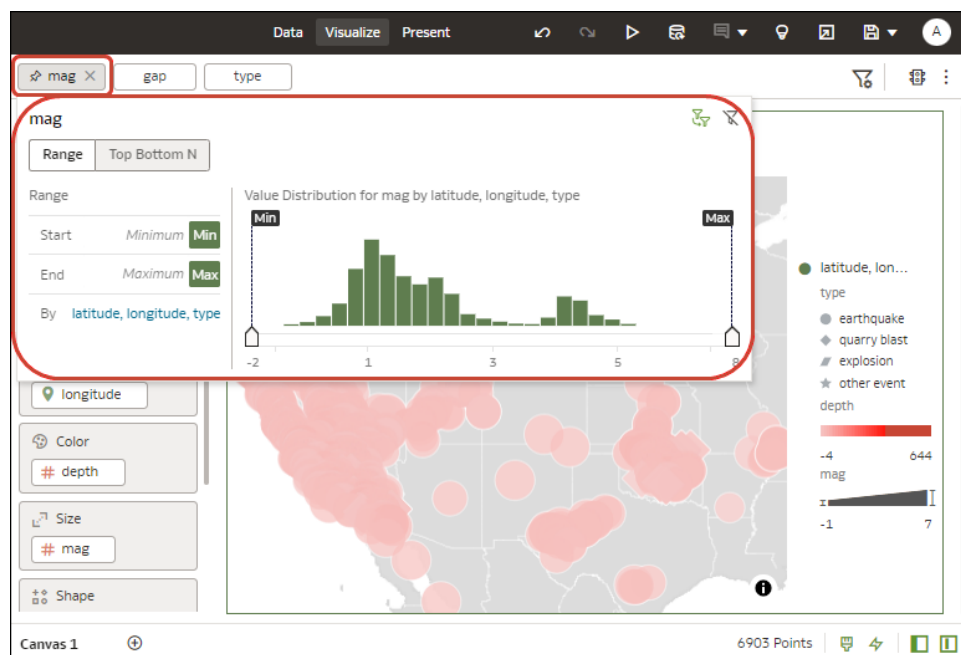 Data Visualize Present A
mag gap type
mag
Range Top Bottom N
Range
Value Distribution for mag by latitude, longitude, type
Min Max
Start Minimum Min
End Maximum Max
By latitude, longitude, type
-2 1 3 5 8
longitude
Color
# depth
Size
# mag
Shape
latitude, lon...
type
earthquake
quarry blast
explosion
other event
depth
-4 644
mag
-1 7
Canvas 1
6903 Points